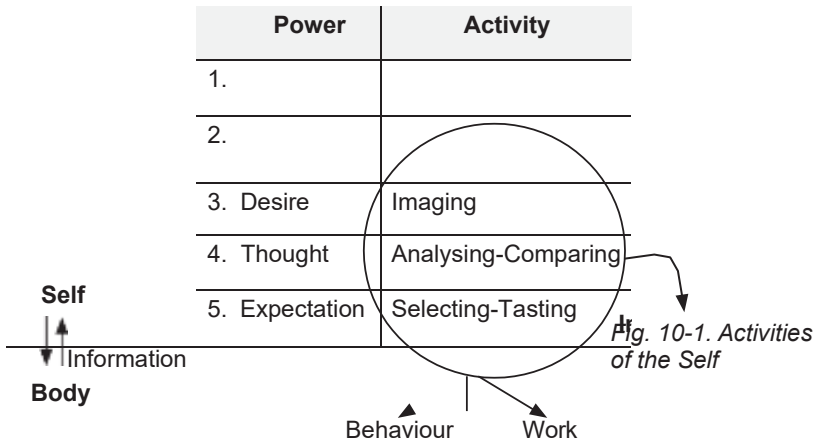 Power Activity
1.
2.
3. Desire Imaging
4. Thought Analysing-Comparing
5. Expectation Selecting-Tasting
Self
Information
Body
Fig. 10-1. Activities
of the Self
Behaviour Work